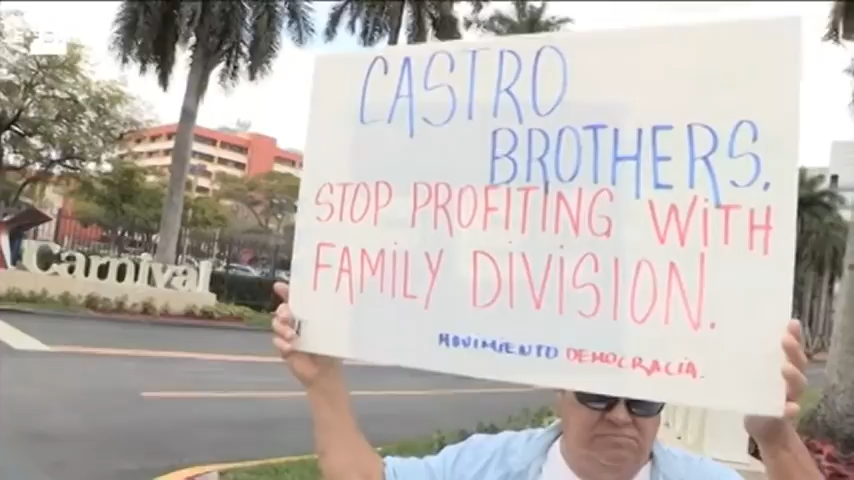 Carnival
CASTRO
BROTHERS.
STOP PROFITING WITH
FAMILY DIVISION.
MOVIMIENTO DEMOCRACIA.